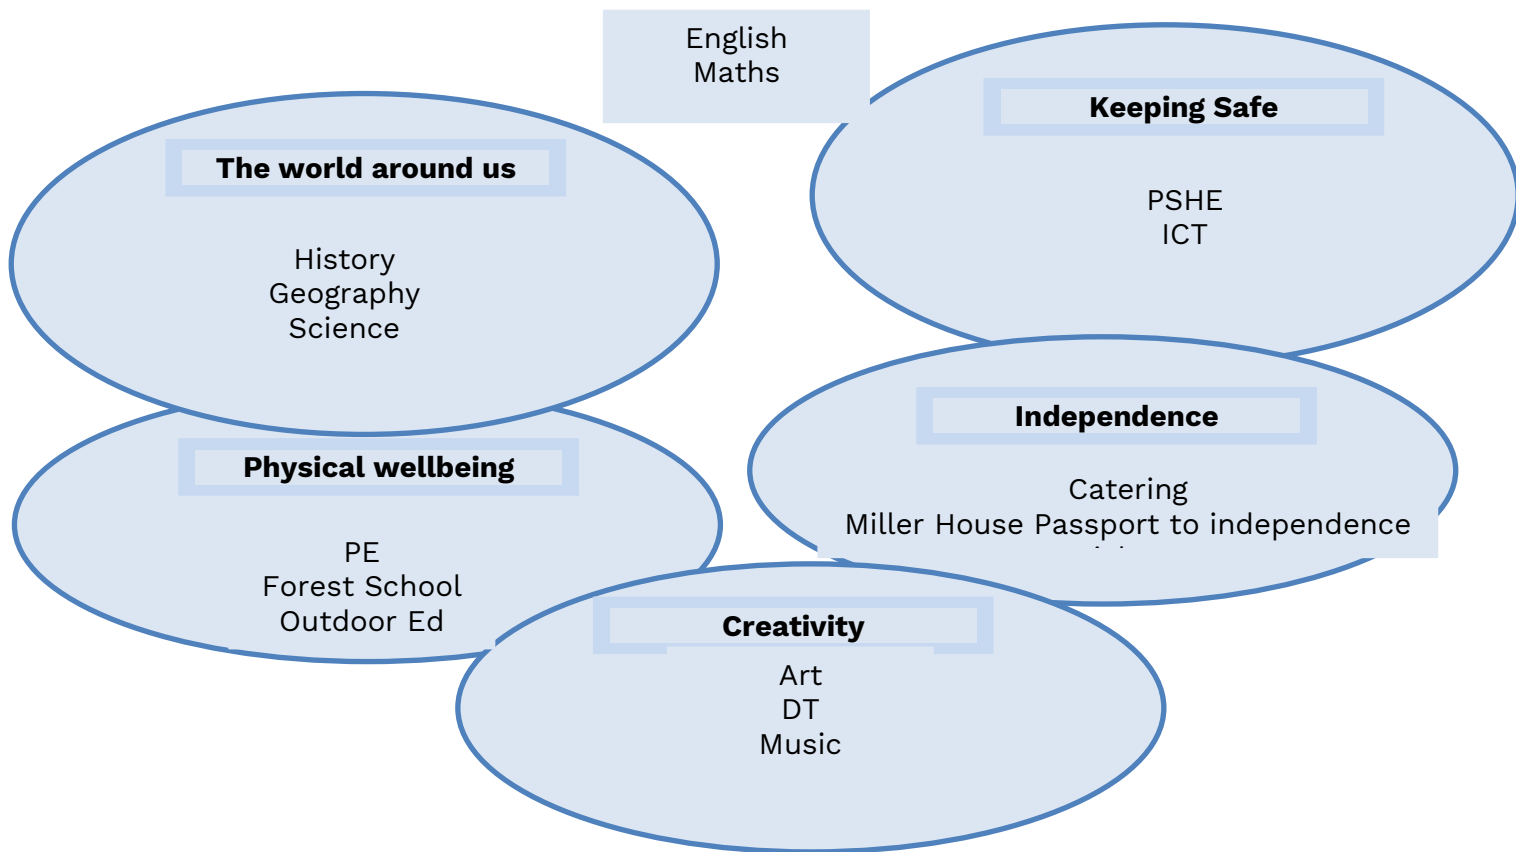 English
Maths
Keeping Safe
PSHE
ICT
The world around us
History
Geography
Science
Independence
Catering
Miller House Passport to independence
Physical wellbeing
PE
Forest School
Outdoor Ed
Creativity
Art
DT
Music